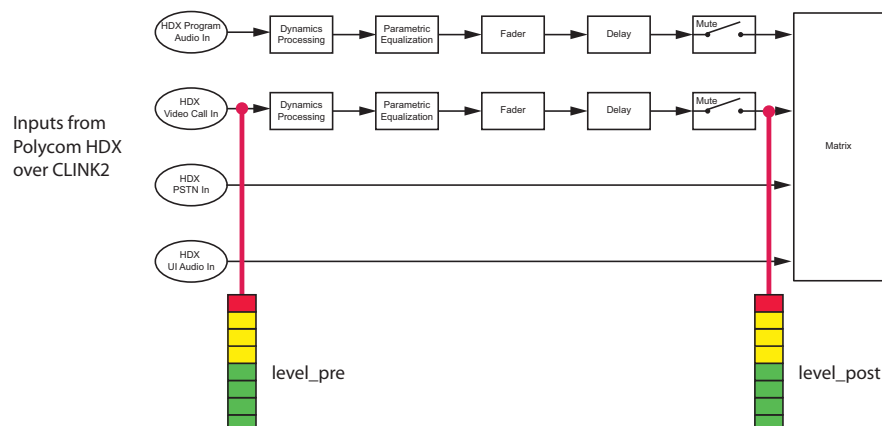 HDX Program
Audio In
Dynamics
Processing
Parametric
Equalization
Fader
Delay
Mute
HDX
Video Call In
Dynamics
Processing
Parametric
Equalization
Fader
Delay
Mute
Inputs from
Polycom HDX
over CLINK2
Matrix
HDX
PSTN In
HDX
UI Audio In
level_pre
level_post